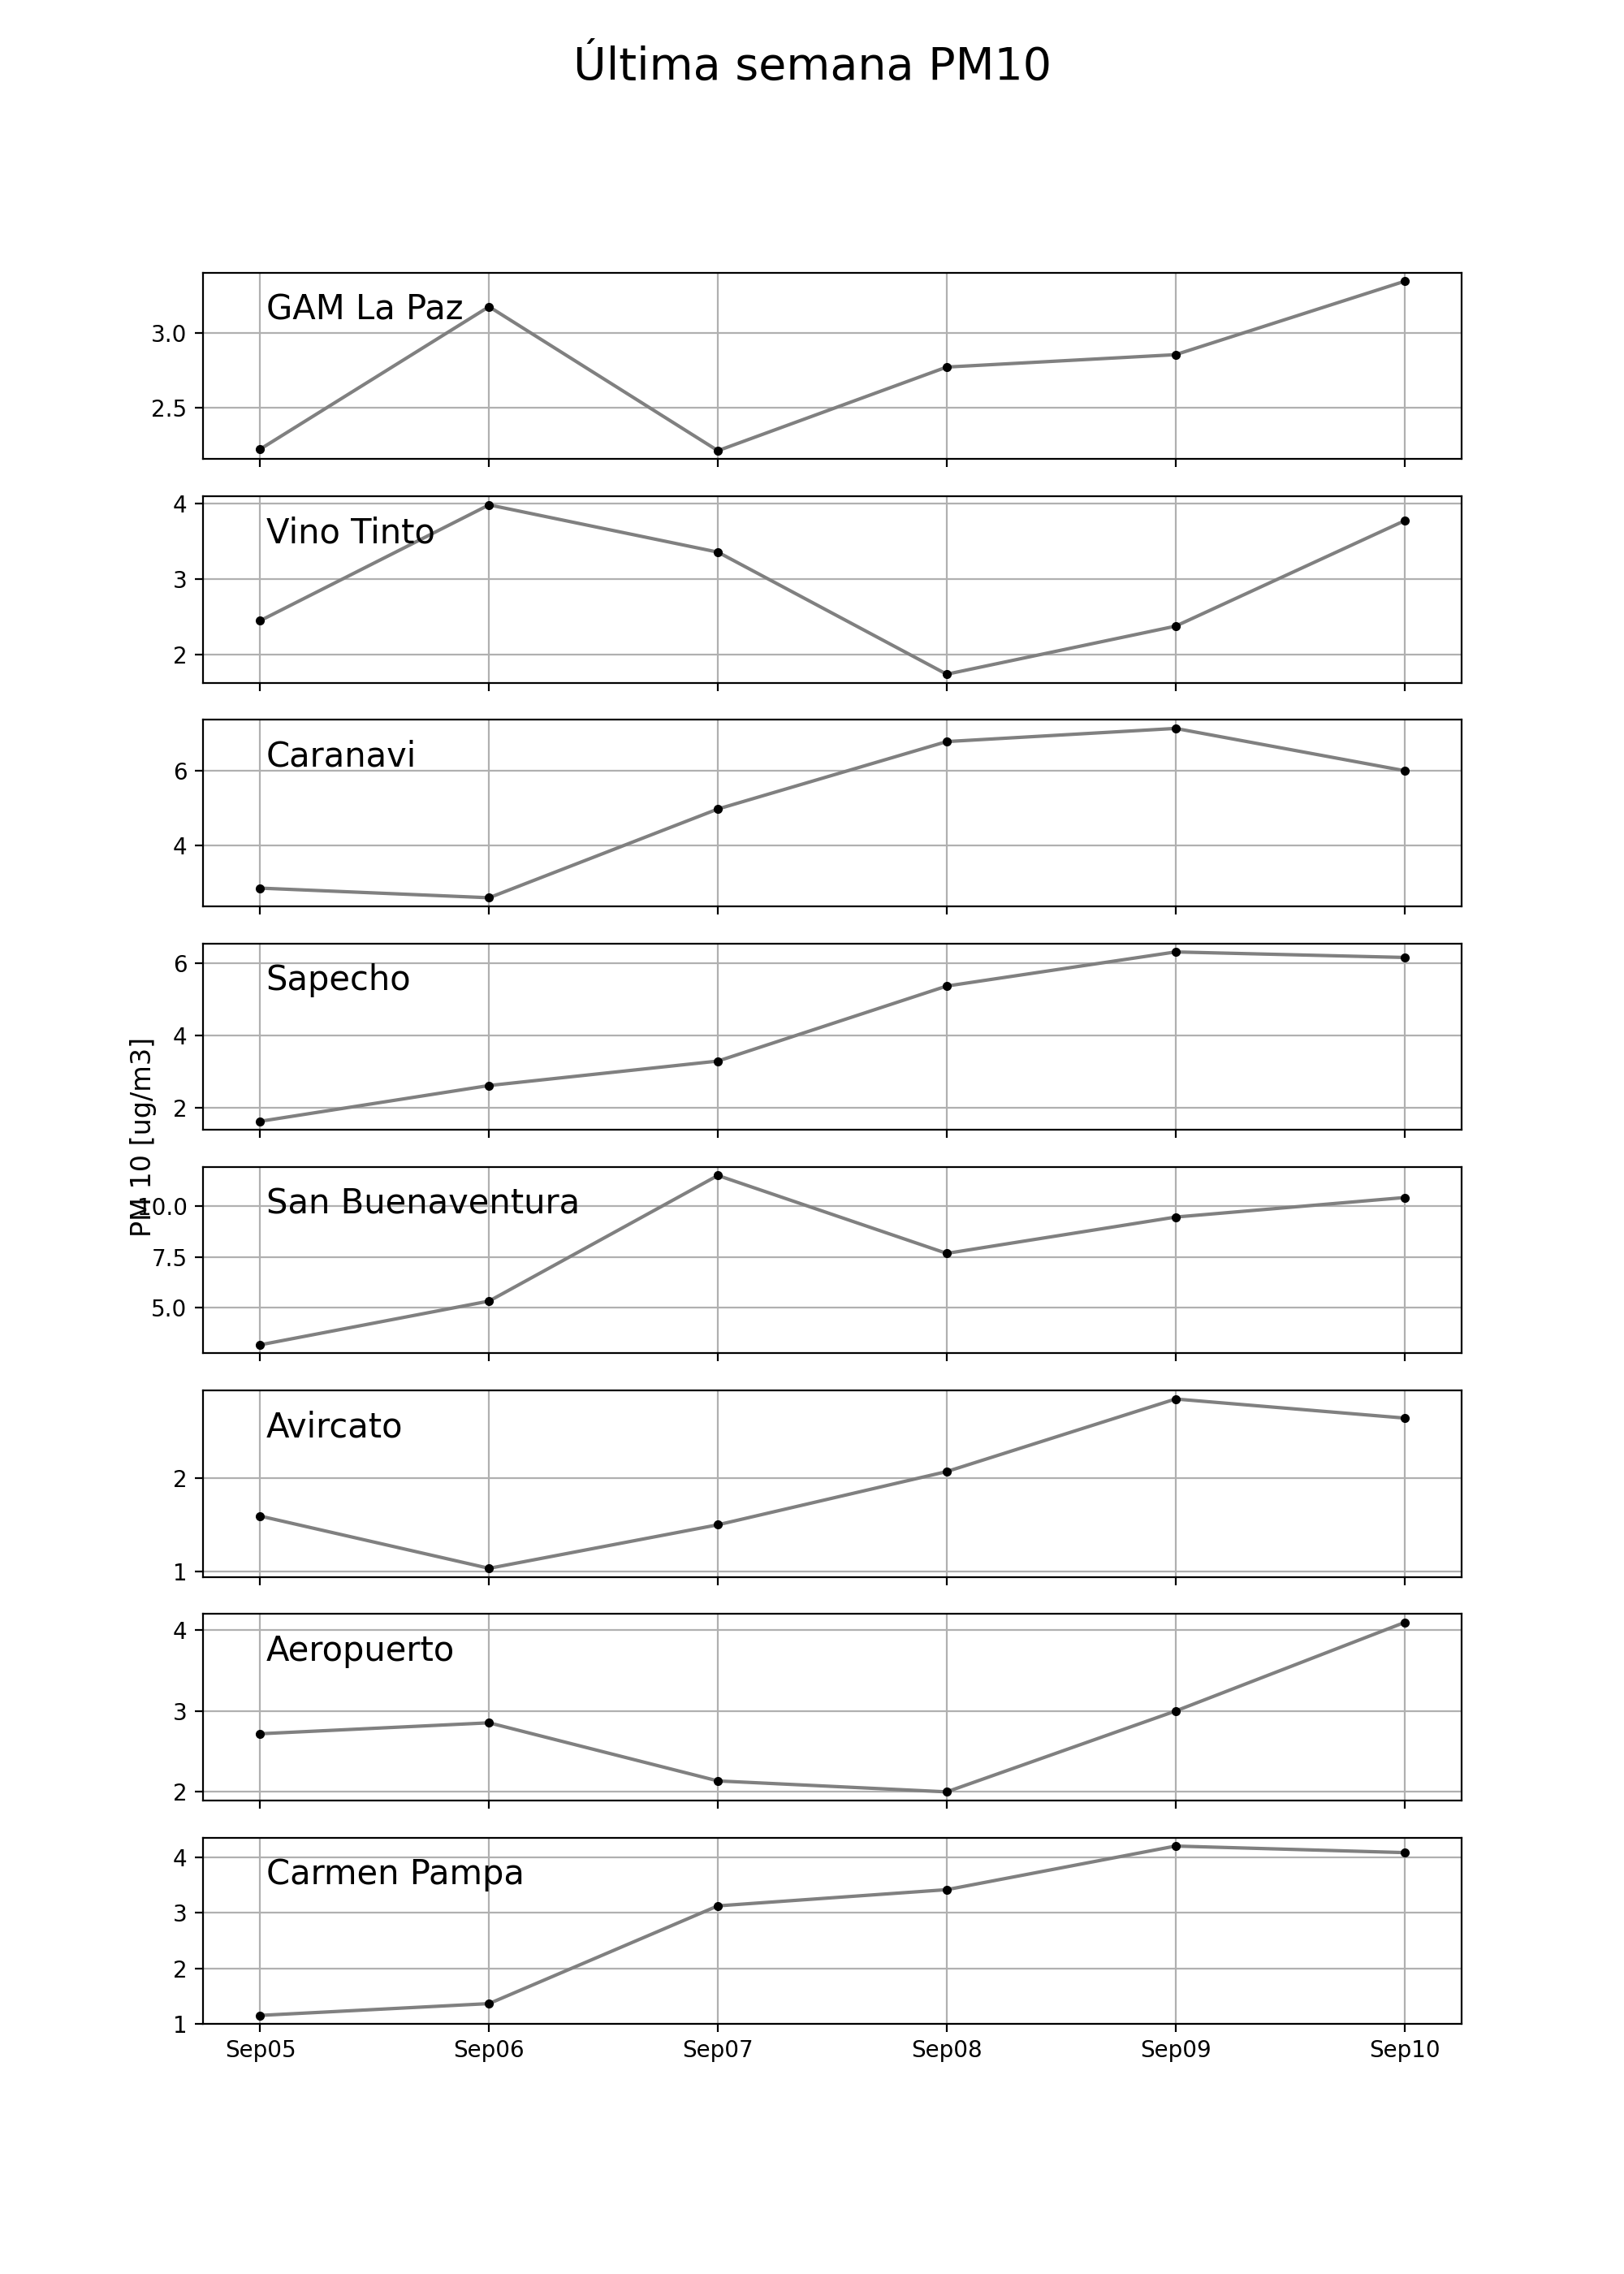 Última semana PM10
GAM La Paz
3.0
2.5
Vino Tinto
4
3
2
Caranavi
6
4
Sapecho
6
4
2
PM 10 [ug/m3]
San Buenaventura
10.0
7.5
5.0
Avircato
2
1
Aeropuerto
4
3
2
Carmen Pampa
4
3
2
1
Sep05 Sep06 Sep07 Sep08 Sep09 Sep10